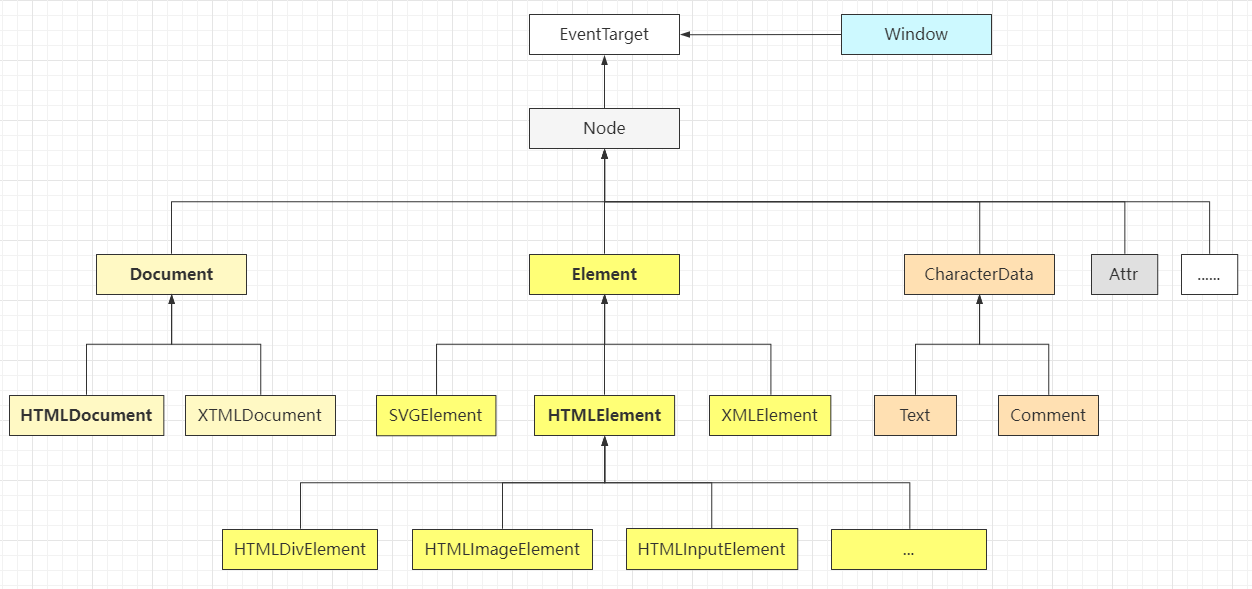 EventTarget
Window
Node
Document
Element
CharacterData
Attr
......
HTMLDocument
XTMLDocument
SVGElement
HTMLElement
XMLElement
Text
Comment
HTMLDivElement
HTMLImageElement
HTMLInputElement
...